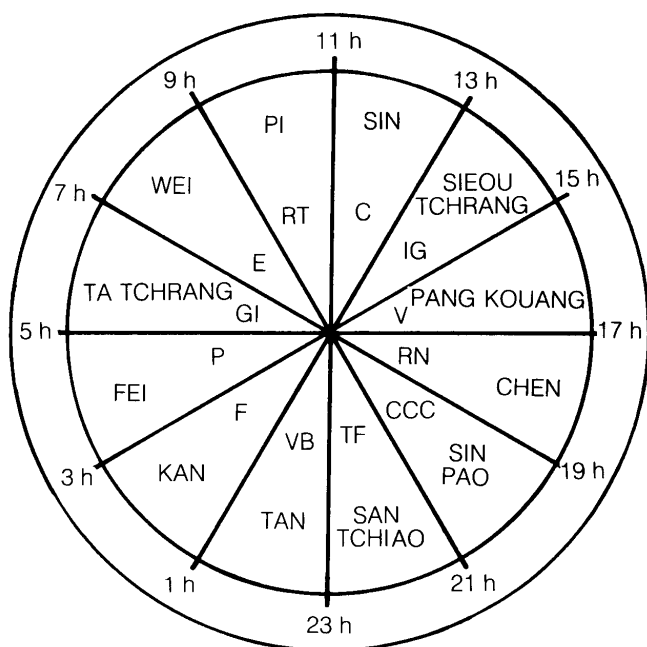 11 h
9 h
13 h
PI
SIN
7 h
WEI
SIEOU
TCHRANG
15 h
RT
C
E
IG
TA TCHRANG
GI
V
PANG KOUANG
5 h
17 h
P
RN
FEI
F
CCC
CHEN
VB
TF
3 h
KAN
SIN
PAO
19 h
TAN
SAN
TCHIAO
1 h
21 h
23 h